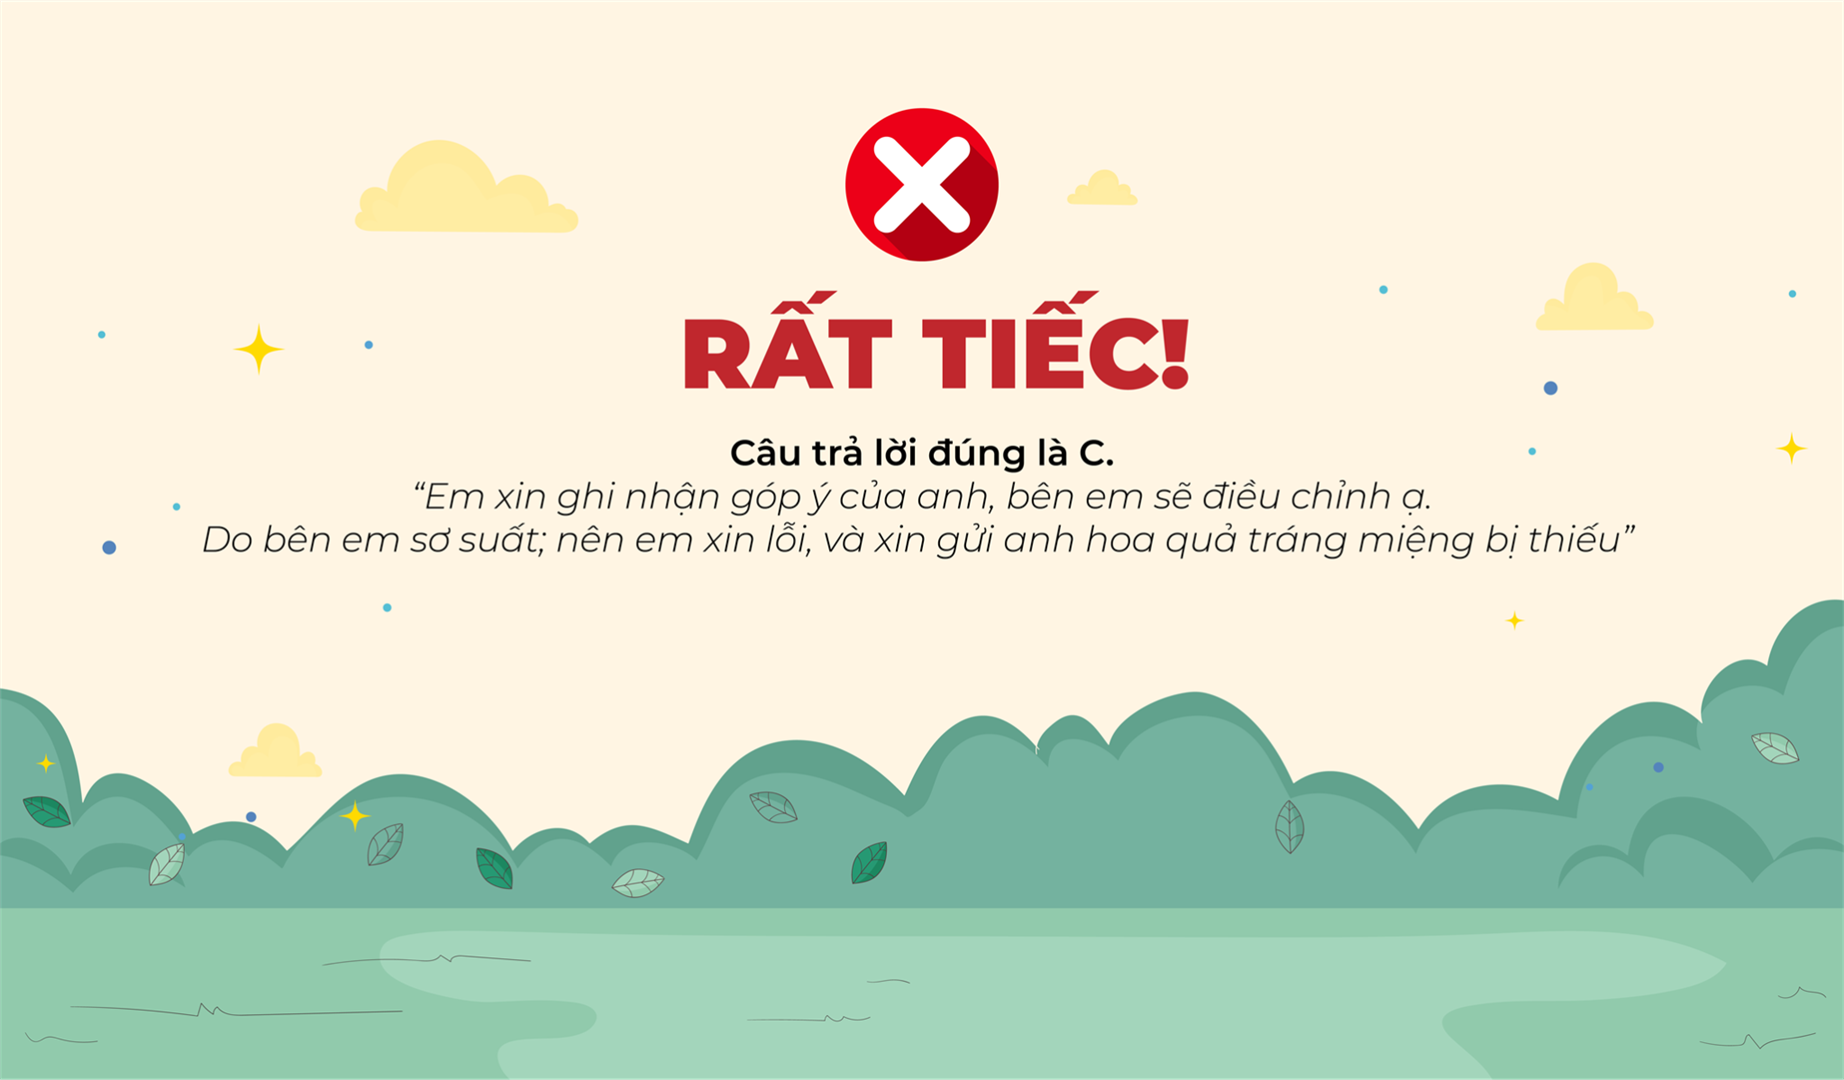 RẤT TIẾC!
Câu trả lời đúng là C.
“Em xin ghi nhận góp ý của anh, bên em sẽ điều chỉnh ạ.
Do bên em sơ suất; nên em xin lỗi, và xin gửi anh hoa quả tráng miệng bị thiếu”